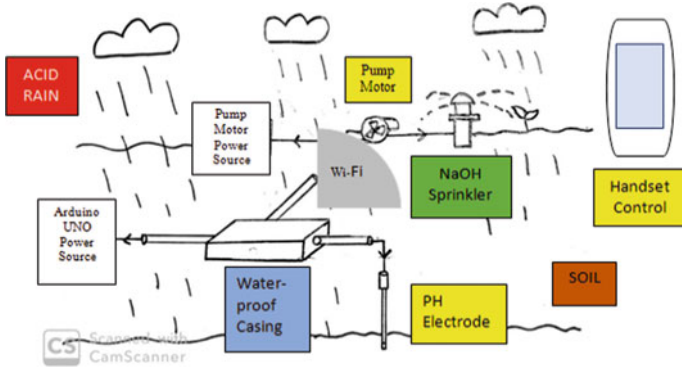 ACID
RAIN
Pump
Motor
Power
Source
Pump
Motor
Wi-Fi
NaOH
Sprinkler
Handset
Control
Arduino
UNO
Power
Source
Water-
proof
Casing
PH
Electrode
SOIL
CS Scanned with
CamScanner